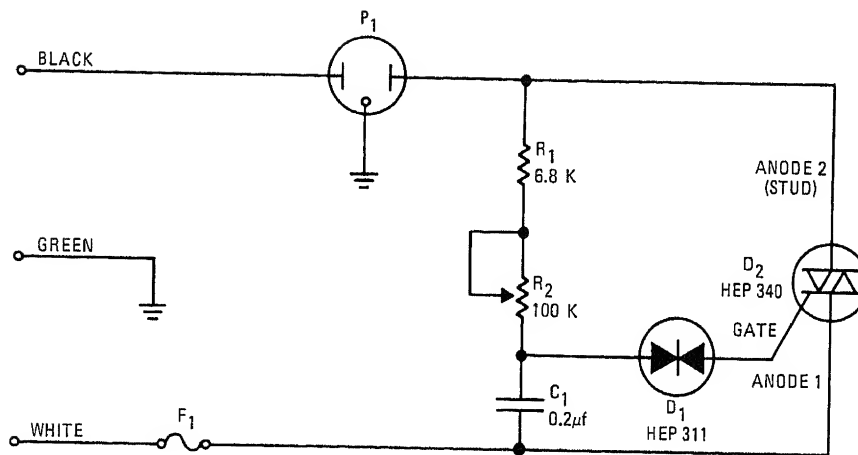 P1
BLACK
R1
6.8 K
ANODE 2
(STUD)
GREEN
D2
HEP 340
R2
100 K
GATE
ANODE 1
C1
0.2µf
D1
HEP 311
F1
WHITE